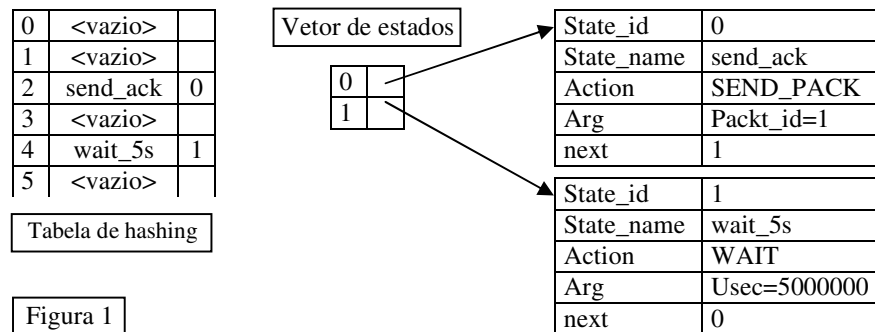 0 <vazio>
1 <vazio>
2 send_ack 0
3 <vazio>
4 wait_5s 1
5 <vazio>
Tabela de hashing
Figura 1
Vetor de estados
0
1
State_id 0
State_name send_ack
Action SEND_PACK
Arg Packt_id=1
next 1
State_id 1
State_name wait_5s
Action WAIT
Arg Usec=5000000
next 0